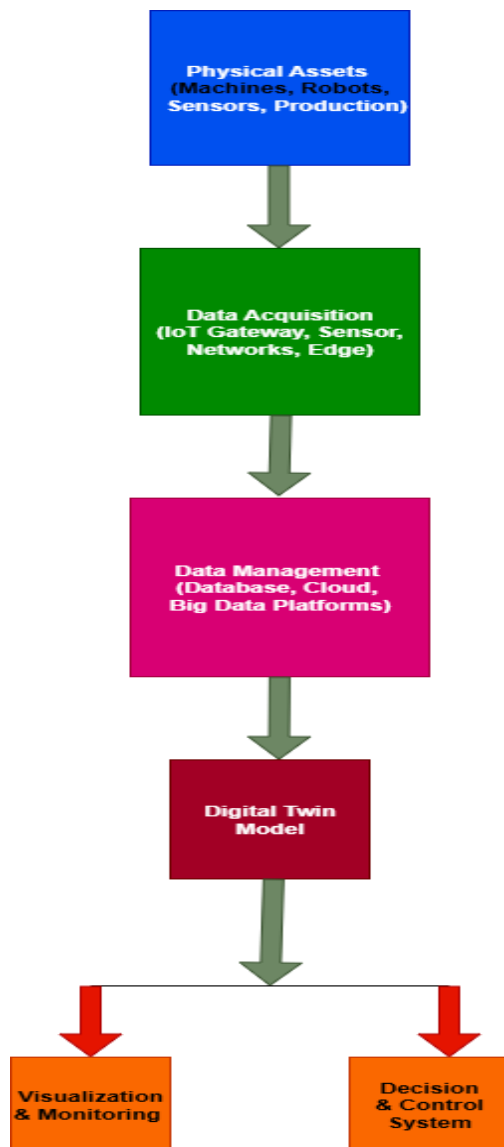 Physical Assets
(Machines, Robots,
Sensors, Production)
Data Acquisition
(IoT Gateway, Sensor,
Networks, Edge)
Data Management
(Database, Cloud,
Big Data Platforms)
Digital Twin
Model
Visualization
& Monitoring
Decision
& Control
System